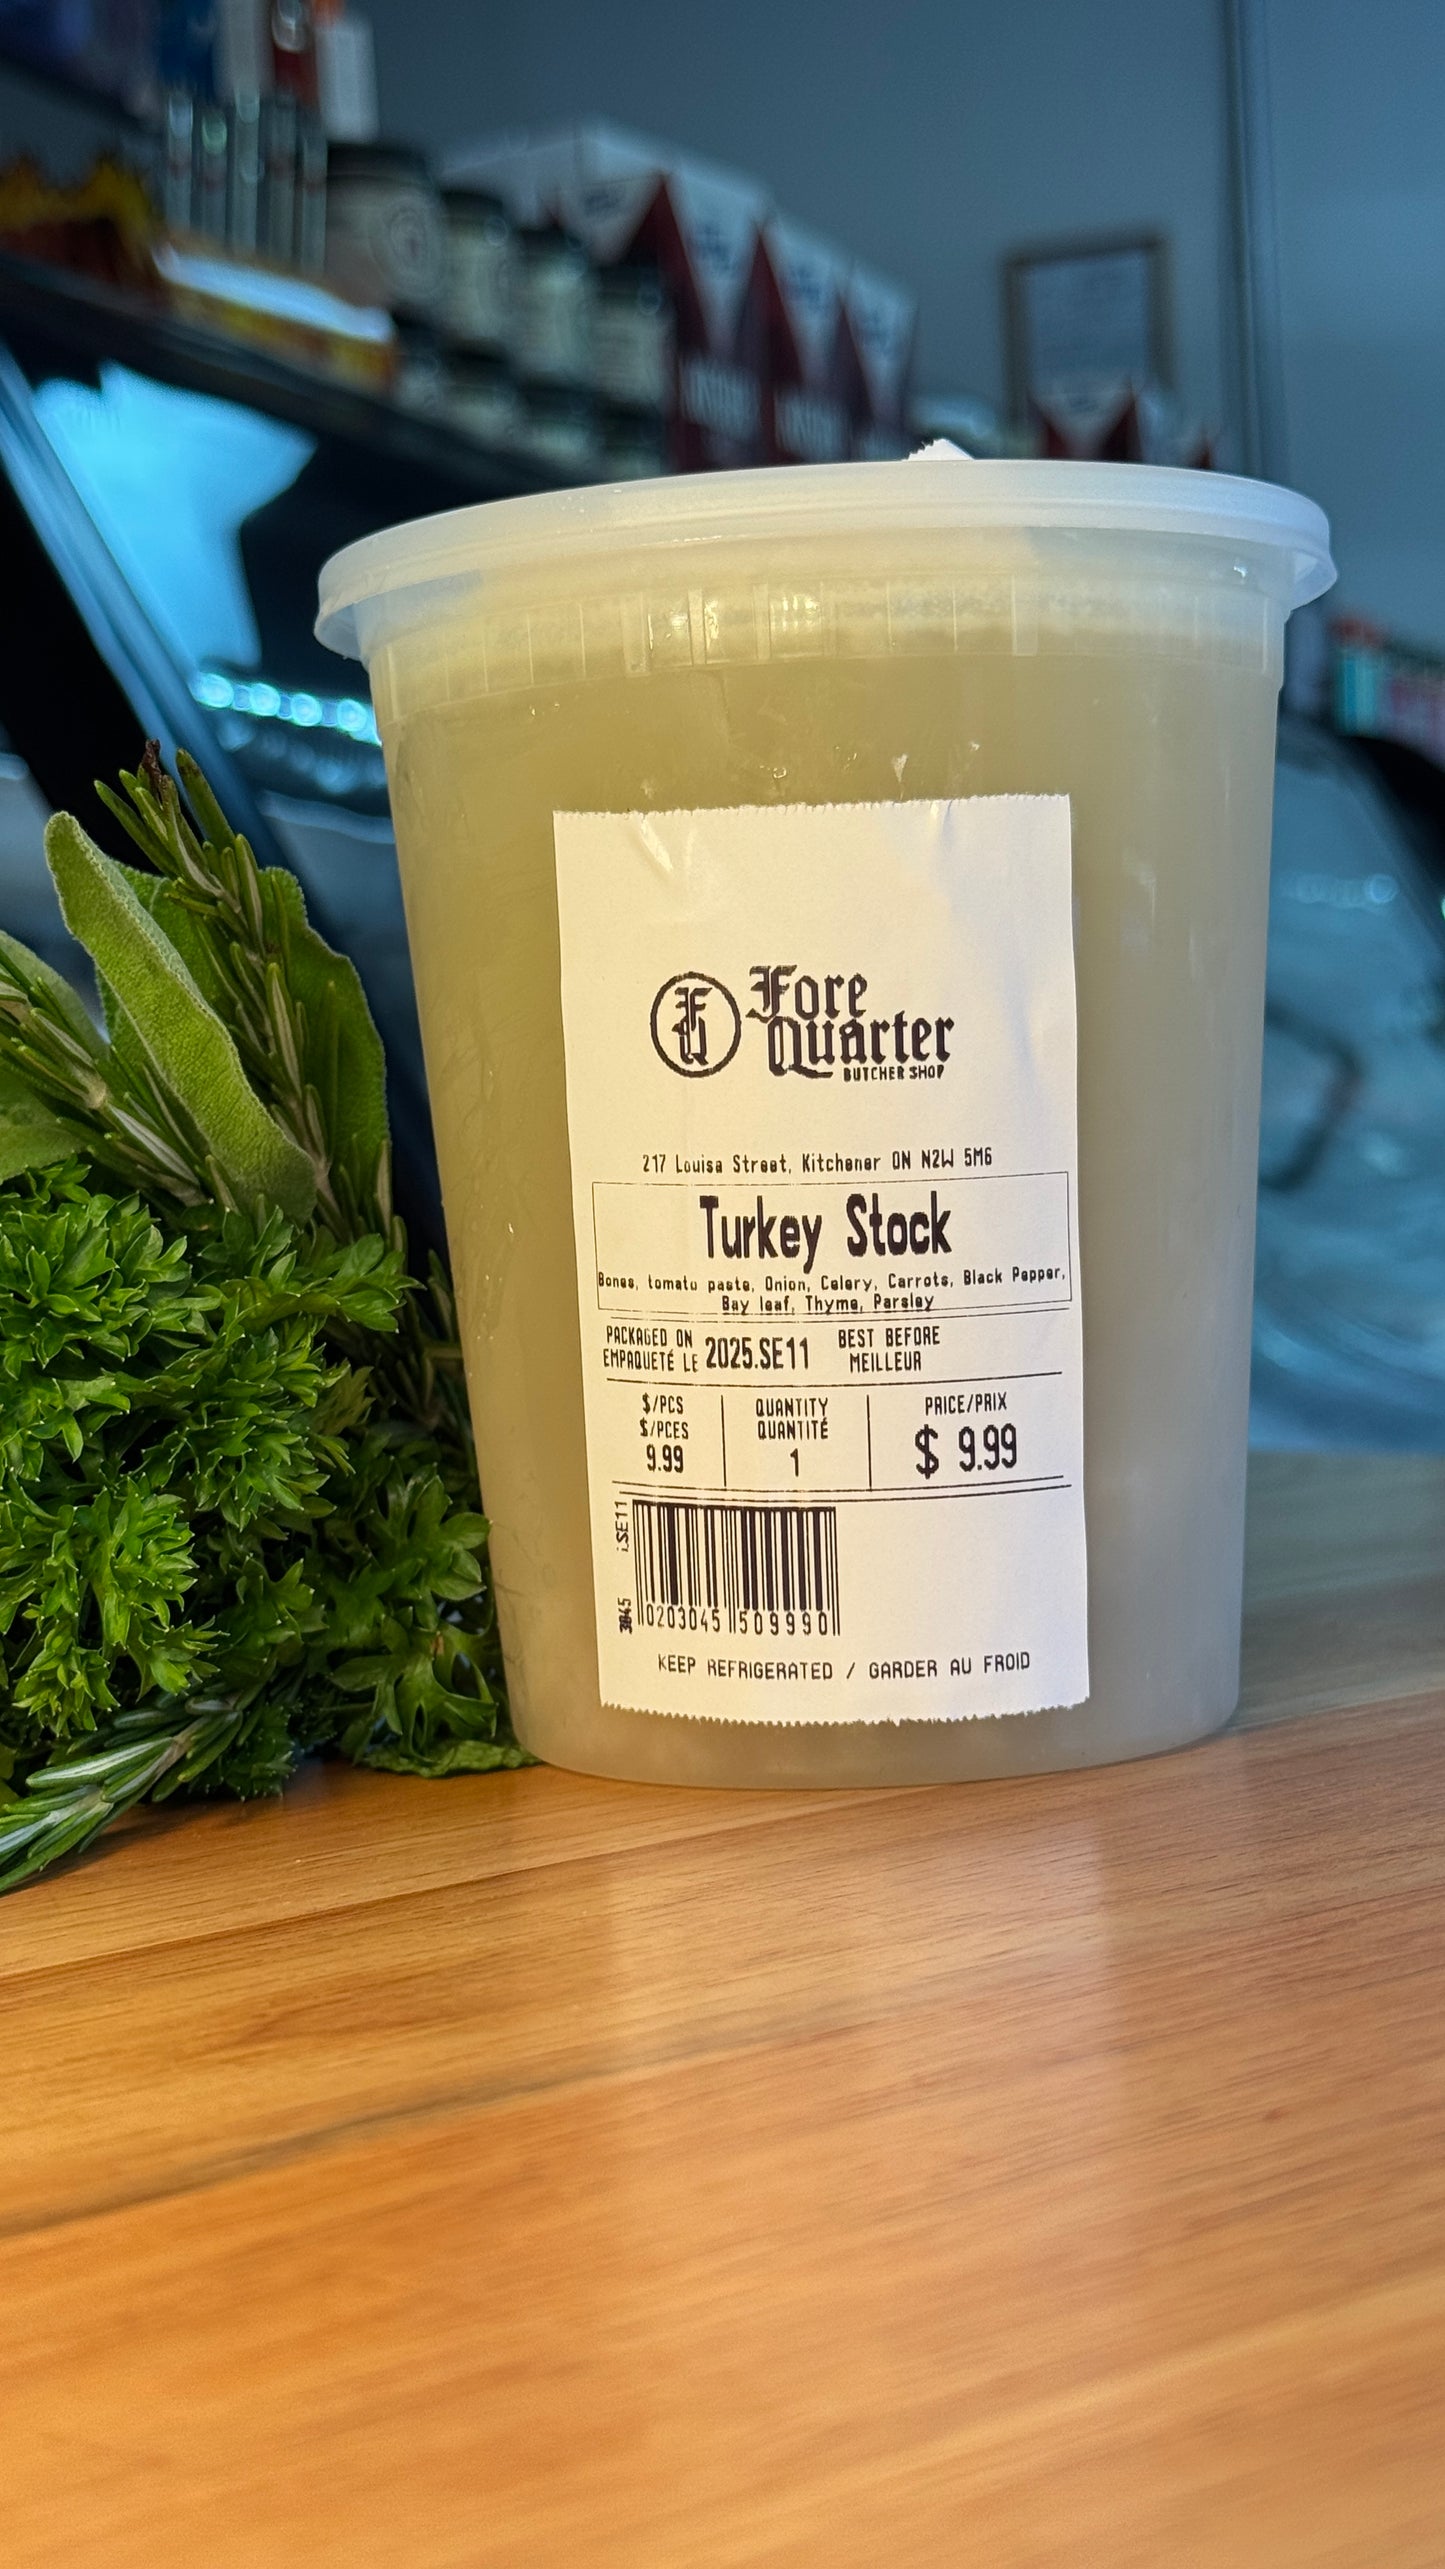 FQ
Fore
Quarter
BUTCHER SHOP
217 Louisa Street, Kitchener ON N2W 5M6
Turkey Stock
Bones, tomato paste, Onion, Celery, Carrots, Black Pepper,
Bay leaf, Thyme, Parsley
PACKAGED ON
EMPAQUETÉ LE
2025.SE11
BEST BEFORE
MEILLEUR
$/PCS
$/PCES
9.99
QUANTITY
QUANTITÉ
1
PRICE/PRIX
$ 9.99
.SE11
3045
0203045 509990
KEEP REFRIGERATED / GARDER AU FROID